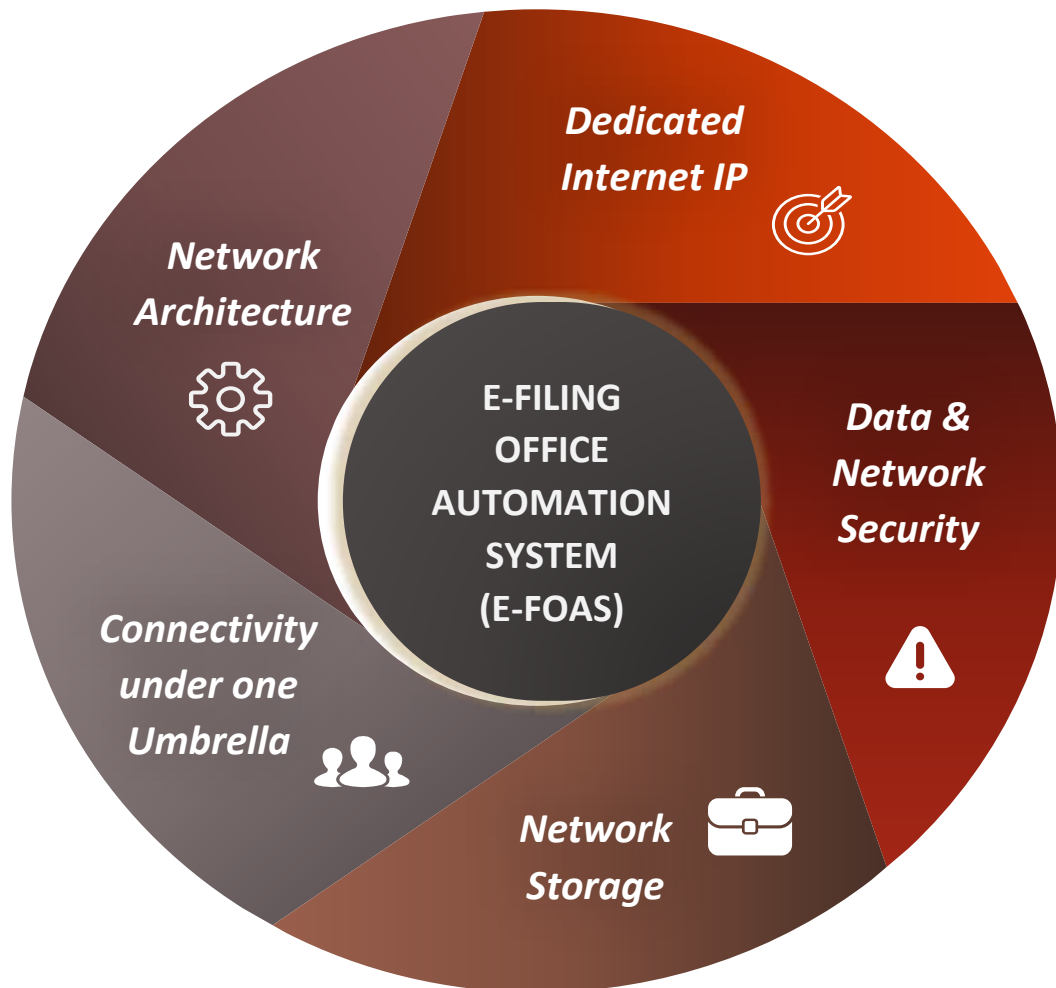 Dedicated
Internet IP
Network
Architecture
E-FILING
OFFICE
AUTOMATION
SYSTEM
(E-FOAS)
Data &
Network
Security
Connectivity
under one
Umbrella
Network
Storage